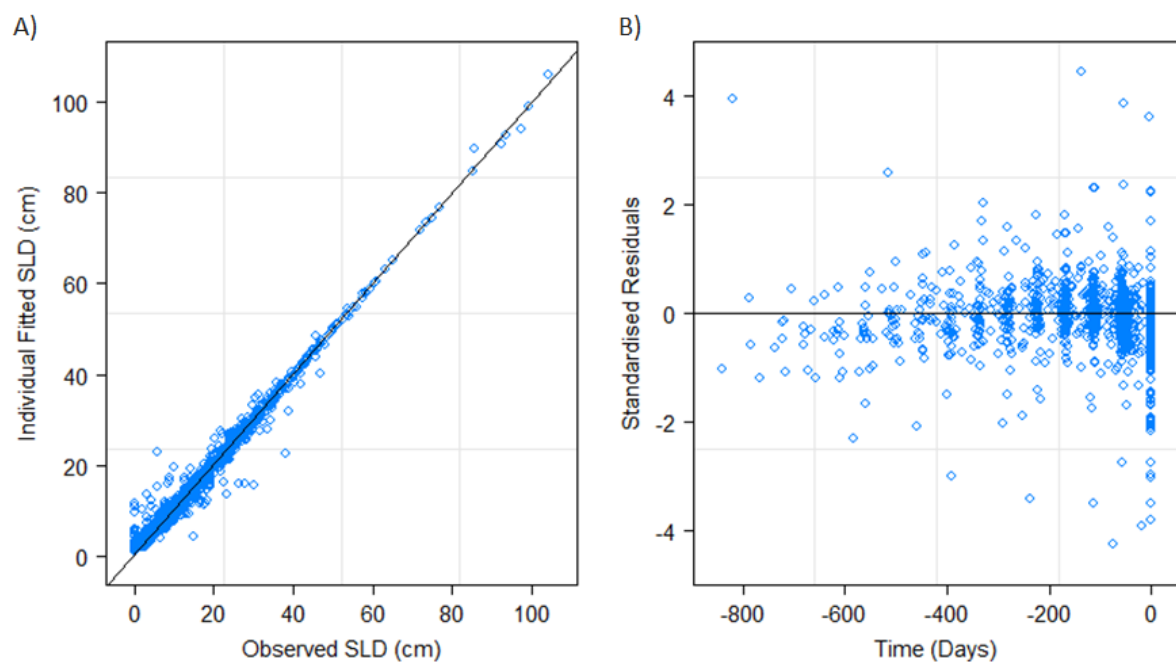 A)
B)
Individual Fitted SLD (cm)
100
80
60
40
20
0
0 20 40 60 80 100
Observed SLD (cm)
Standardised Residuals
4
2
0
-2
-4
-800 -600 -400 -200 0
Time (Days)